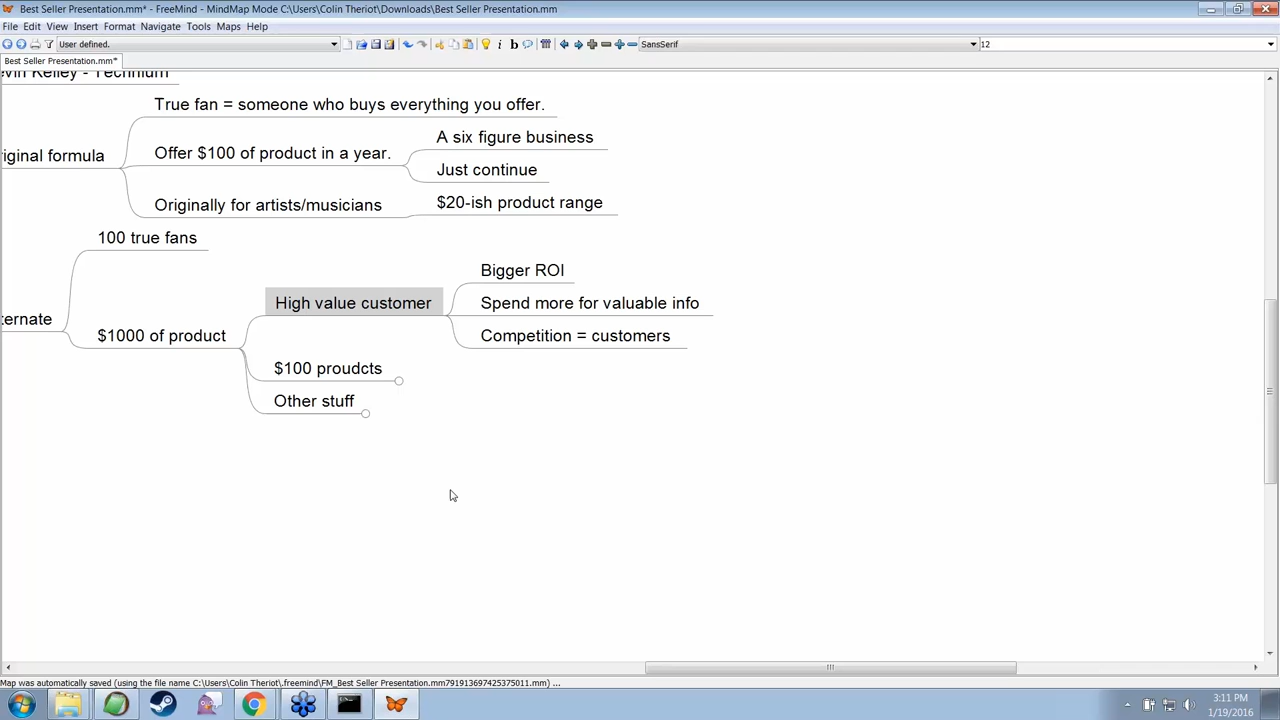 Best Seller Presentation.mm* - FreeMind - MindMap Mode C:\Users\Colin Theriot\Downloads\Best Seller Presentation.mm
File Edit View Insert Format Navigate Tools Maps Help
User defined.
SansSerif
12
Best Seller Presentation.mm*
evin Kelley - Technium
True fan = someone who buys everything you offer.
A six figure business
riginal formula
Offer $100 of product in a year.
Just continue
Originally for artists/musicians
$20-ish product range
100 true fans
Bigger ROI
High value customer
Spend more for valuable info
ternate
$1000 of product
Competition = customers
$100 proudcts
Other stuff
Map was automatically saved (using the file name C:\Users\Colin Theriot\.freemind\FM_Best Seller Presentation.mm791913697425375011.mm) ...
3:11 PM
1/19/2016